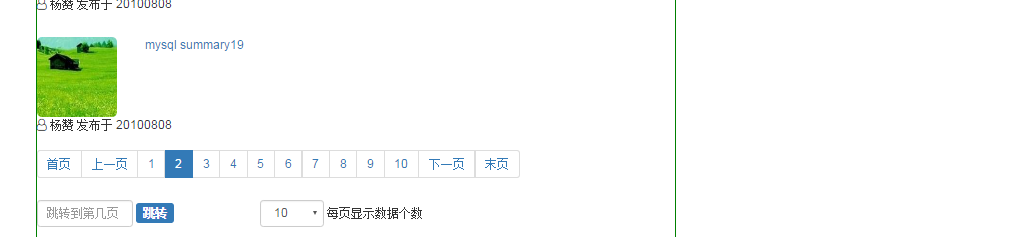 杨赟 发布于 20100808
mysql summary19
杨赟 发布于 20100808
首页 上一页 1 2 3 4 5 6 7 8 9 10 下一页 末页
跳转到第几页 跳转 10 每页显示数据个数